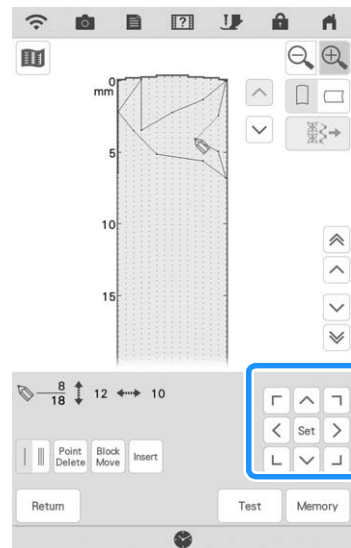 0
mm
5
10
15
8
18
12
10
Set
Point
Delete
Block
Move
Insert
Return
Test
Memory